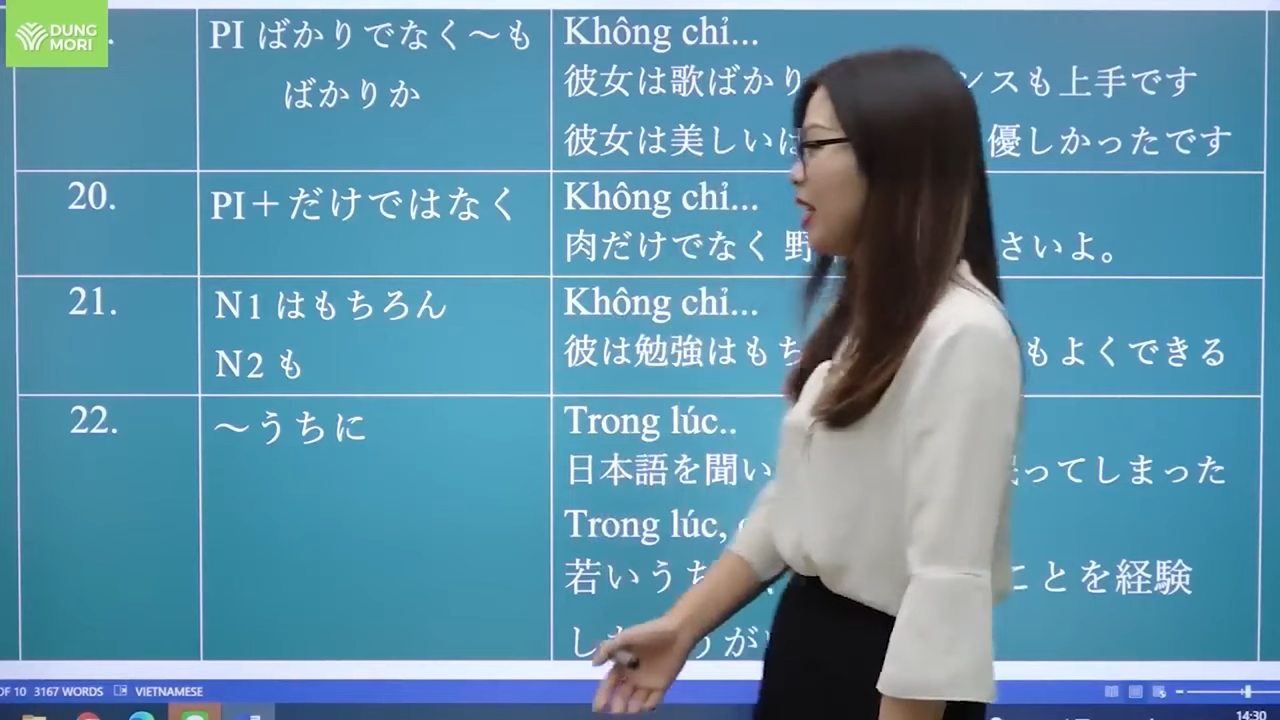 DUNG
MORI
PI ばかりでなく～も
ばかりか
Không chỉ...
彼女は歌ばかり ンスも上手です
彼女は美しいは 優しかったです
20.
PI＋だけではなく
Không chỉ...
肉だけでなく 野 さいよ。
21.
N1 はもちろん
N2 も
Không chỉ...
彼は勉強はもち もよくできる
22.
～うちに
Trong lúc..
日本語を聞い ってしまった
Trong lúc,
若いうち ことを経験
し うが
OF 10 3167 WORDS VIETNAMESE
14:30